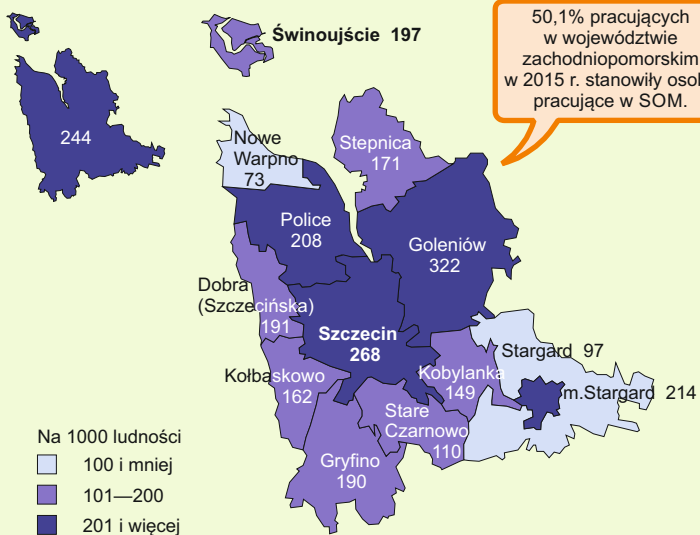 Świnoujście 197
50,1% pracujących
w województwie
zachodniopomorskim
w 2015 r. stanowiły
pracujące w SOM.
244
Nowe
Warpno
73
Stepnica
171
Police
208
Goleniów
322
Dobra
(Szczecińska)
191
Szczecin
268
Stargard 97
Kołbaskowo
162
Kobylanka
149
m.Stargard 214
Stare
Czarnowo
110
Gryfino
190
Na 1000 ludności
100 i mniej
101—200
201 i więcej